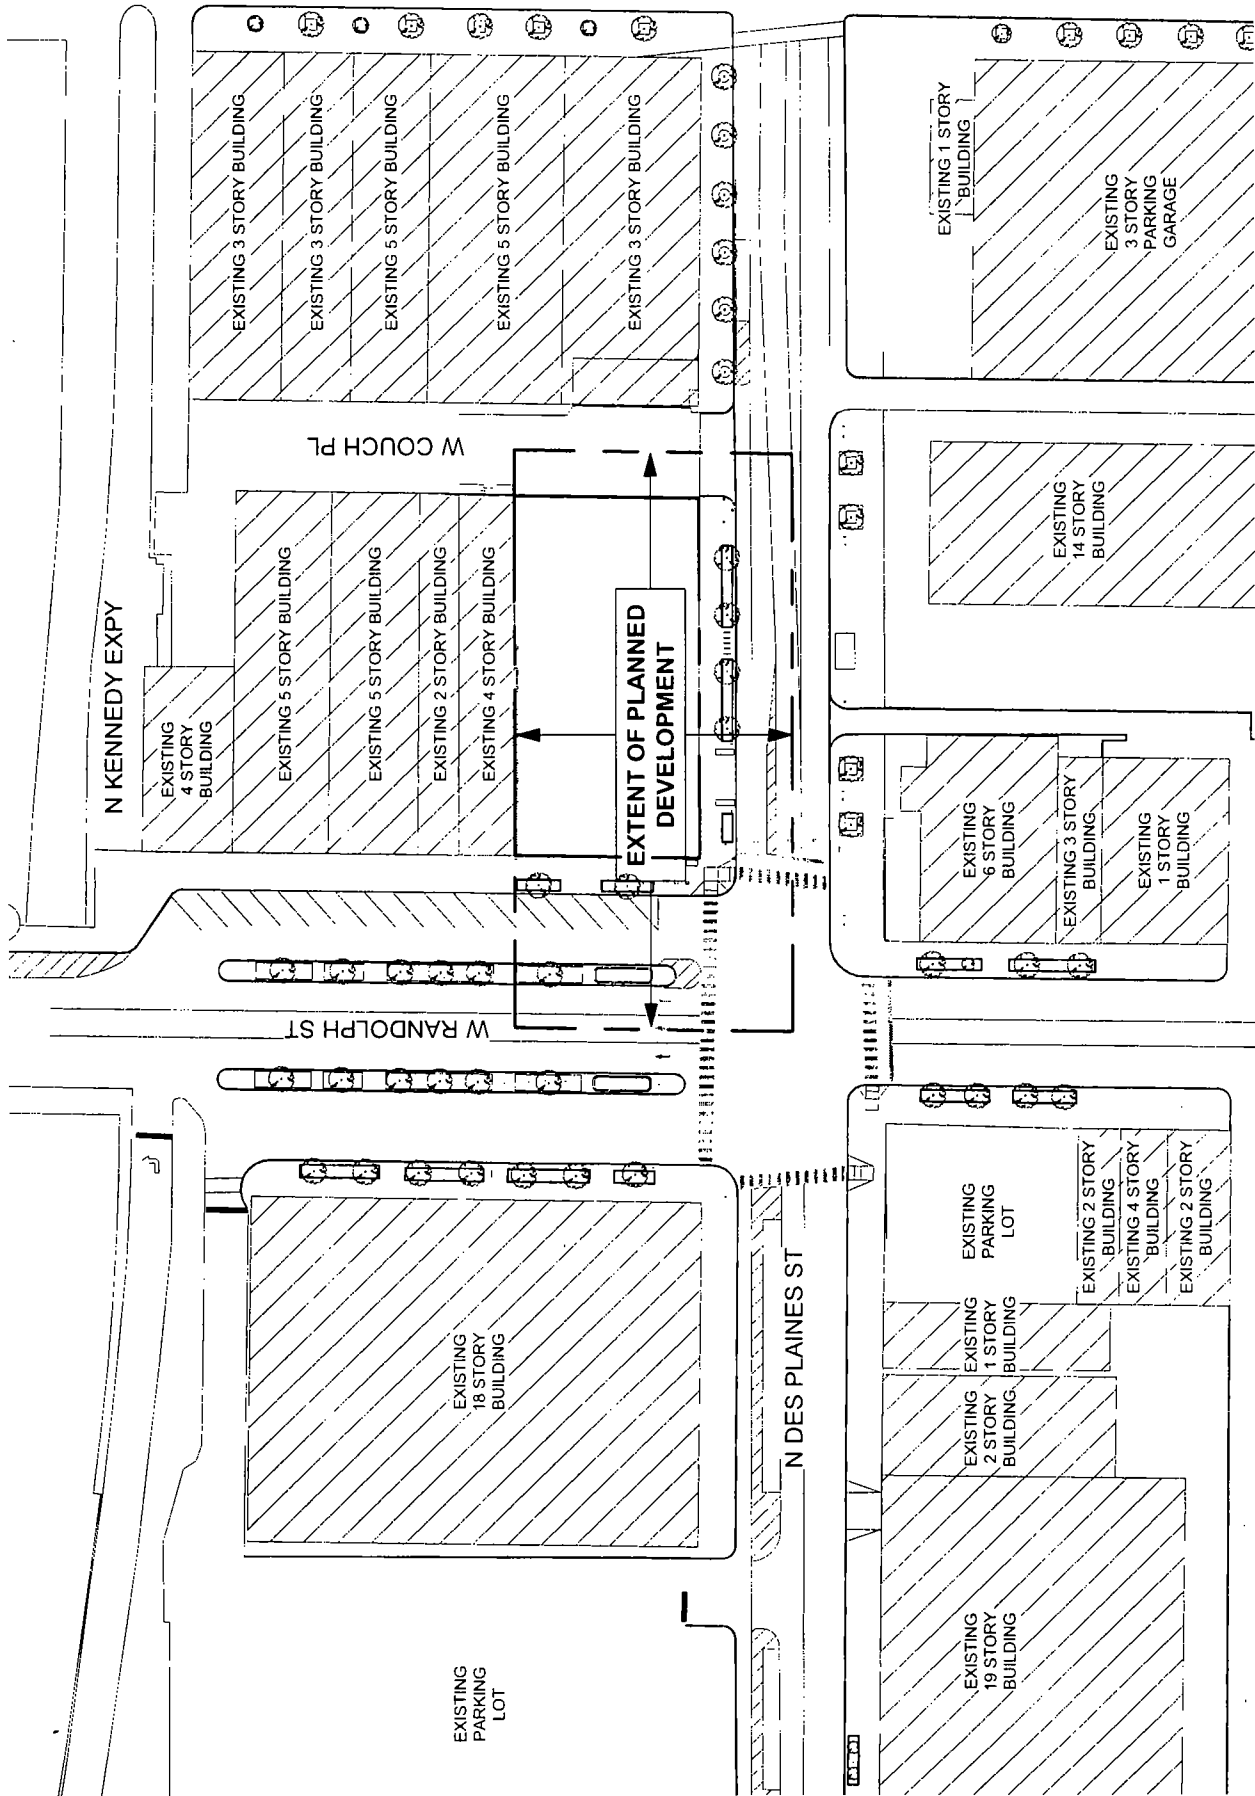 N KENNEDY EXPY
EXISTING 3 STORY BUILDING
EXISTING 3 STORY BUILDING
EXISTING 5 STORY BUILDING
EXISTING 5 STORY BUILDING
EXISTING 3 STORY BUILDING
W COUCH PL
EXISTING
4 STORY
BUILDING
EXISTING 5 STORY BUILDING
EXISTING 5 STORY BUILDING
EXISTING 2 STORY BUILDING
EXISTING 4 STORY BUILDING
EXTENT OF PLANNED
DEVELOPMENT
W RANDOLPH ST
EXISTING
18 STORY
BUILDING
EXISTING
PARKING
LOT
N DES PLAINES ST
EXISTING 1 STORY
BUILDING
EXISTING
3 STORY
PARKING
GARAGE
EXISTING
14 STORY
BUILDING
EXISTING
6 STORY
BUILDING
EXISTING 3 STORY
BUILDING
EXISTING
1 STORY
BUILDING
EXISTING
PARKING
LOT
EXISTING 2 STORY
BUILDING
EXISTING 4 STORY
BUILDING
EXISTING 2 STORY
BUILDING
EXISTING
1 STORY
BUILDING
EXISTING
2 STORY
BUILDING
EXISTING
19 STORY
BUILDING